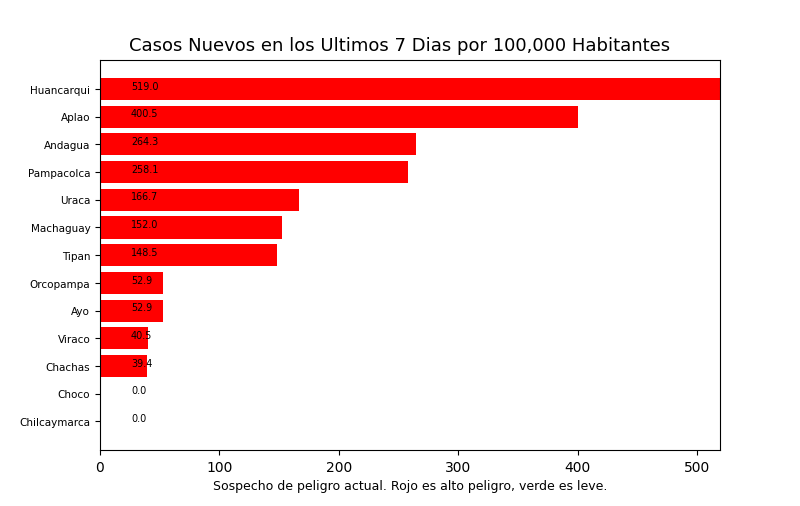 Casos Nuevos en los Ultimos 7 Dias por 100,000 Habitantes
Huancarqui 519.0
Aplao 400.5
Andagua 264.3
Pampacolca 258.1
Uraca 166.7
Machaguay 152.0
Tipan 148.5
Orcopampa 52.9
Ayo 52.9
Viraco 40.5
Chachas 39.4
Choco 0.0
Chilcaymarca 0.0
0 100 200 300 400 500
Sospecho de peligro actual. Rojo es alto peligro, verde es leve.